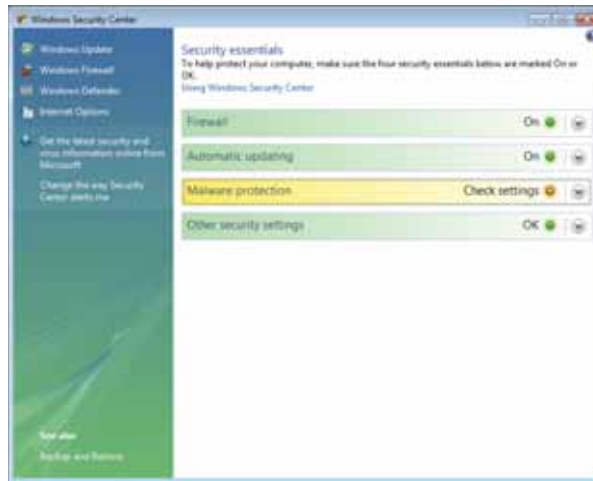 Windows Security Center
Windows Update
Windows Firewall
Windows Defender
Internet Options
Get the latest security and
virus information online from
Microsoft
Change the way Security
Center alerts me
See also
Backup and Restore
Security essentials
To help protect your computer, make sure the four security essentials below are marked On or
OK.
Using Windows Security Center
Firewall On
Automatic updating On
Malware protection Check settings
Other security settings OK